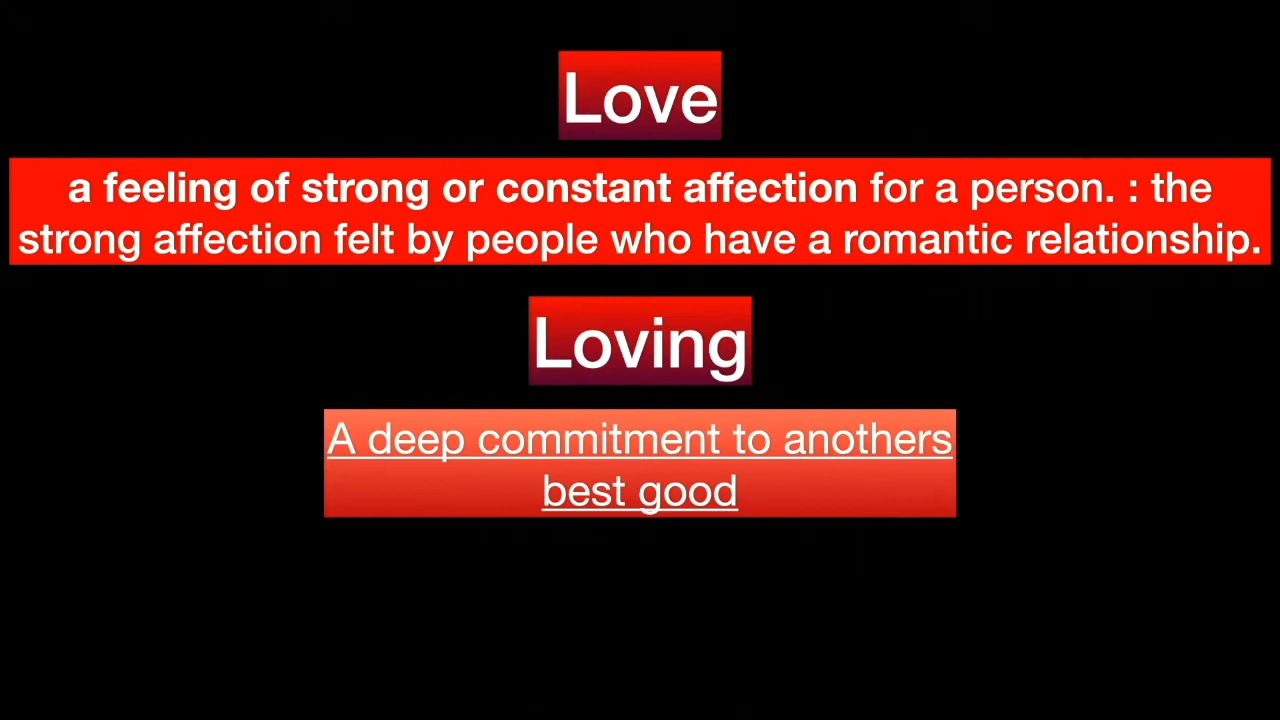 Love
a feeling of strong or constant affection for a person. : the
strong affection felt by people who have a romantic relationship.
Loving
A deep commitment to anothers
best good